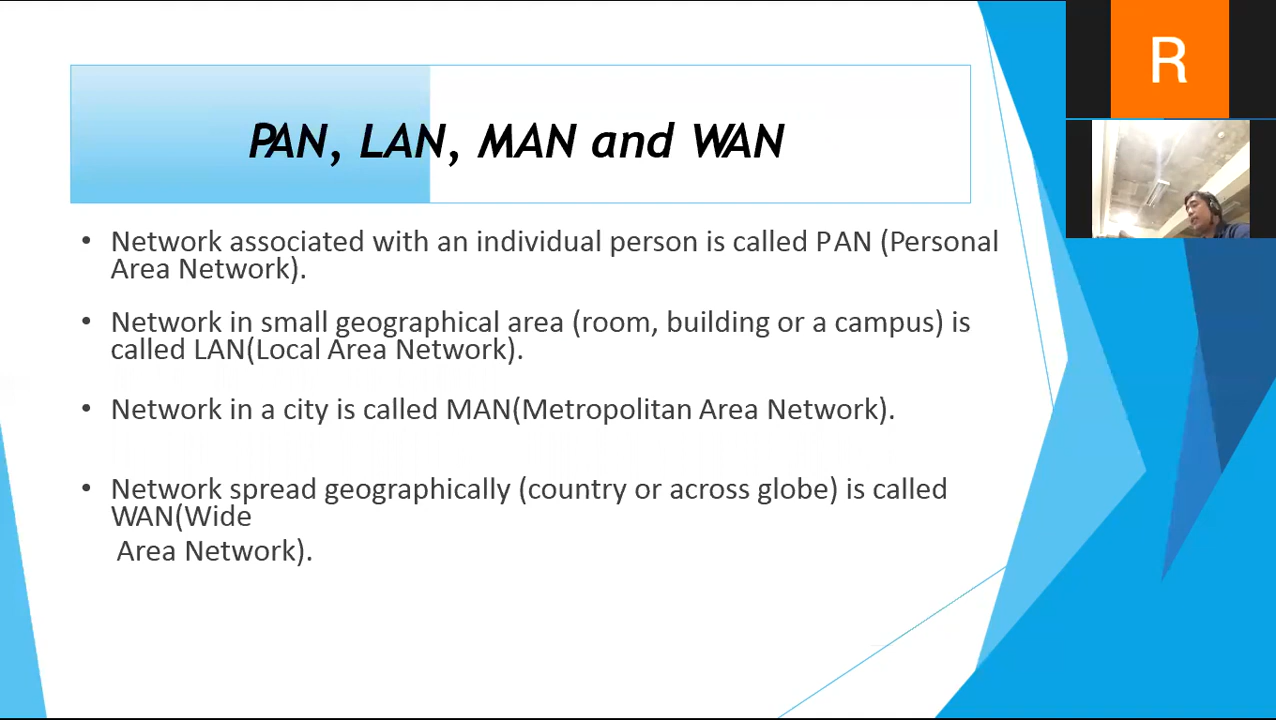 R
PAN, LAN, MAN and WAN
• Network associated with an individual person is called PAN (Personal
Area Network).
• Network in small geographical area (room, building or a campus) is
called LAN(Local Area Network).
• Network in a city is called MAN(Metropolitan Area Network).
• Network spread geographically (country or across globe) is called
WAN(Wide
Area Network).